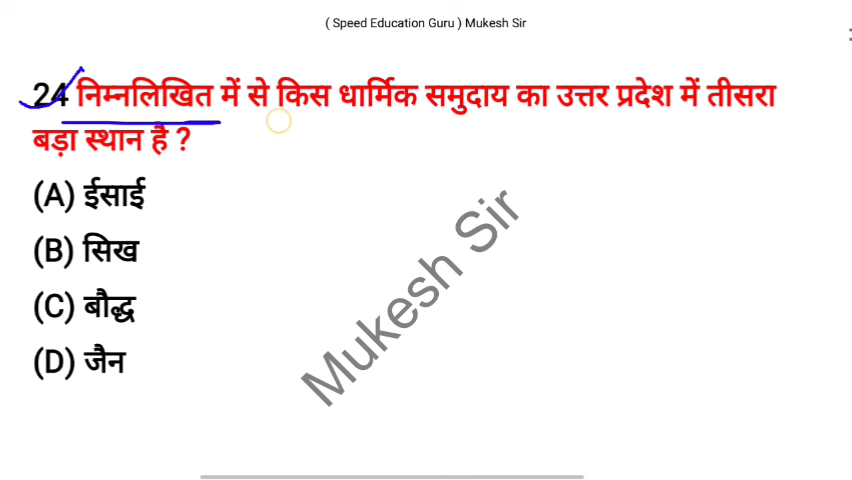 ( Speed Education Guru ) Mukesh Sir
24 निम्नलिखित में से किस धार्मिक समुदाय का उत्तर प्रदेश में तीसरा
बड़ा स्थान है ?
(A) ईसाई
(B) सिख
(C) बौद्ध
(D) जैन
Mukesh Sir